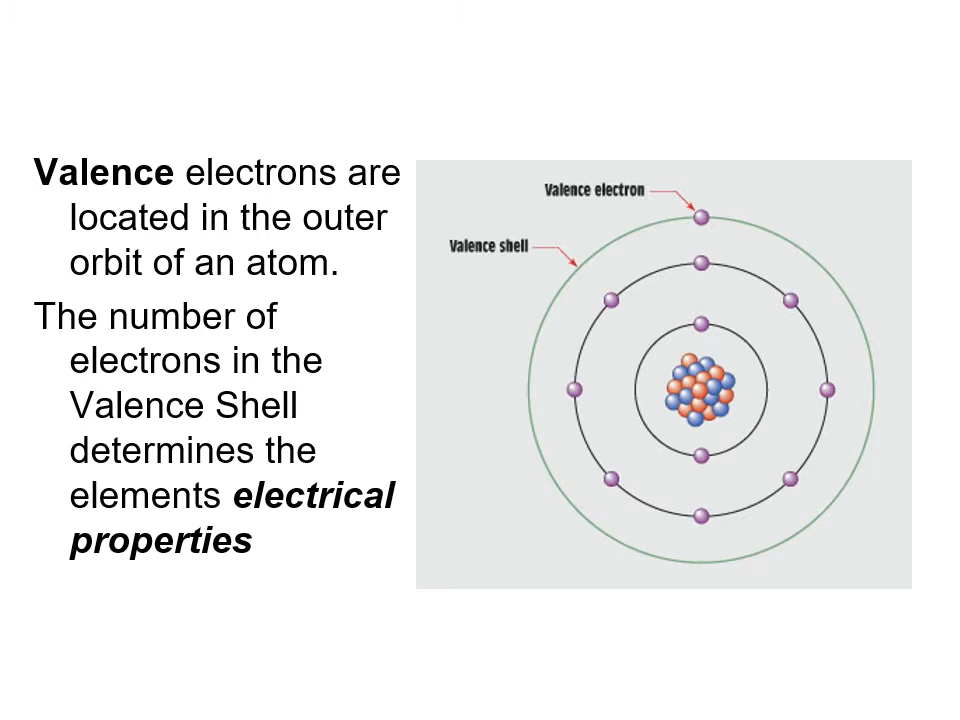 Valence electrons are
located in the outer
orbit of an atom.
The number of
electrons in the
Valence Shell
determines the
elements electrical
properties
Valence electron
Valence shell